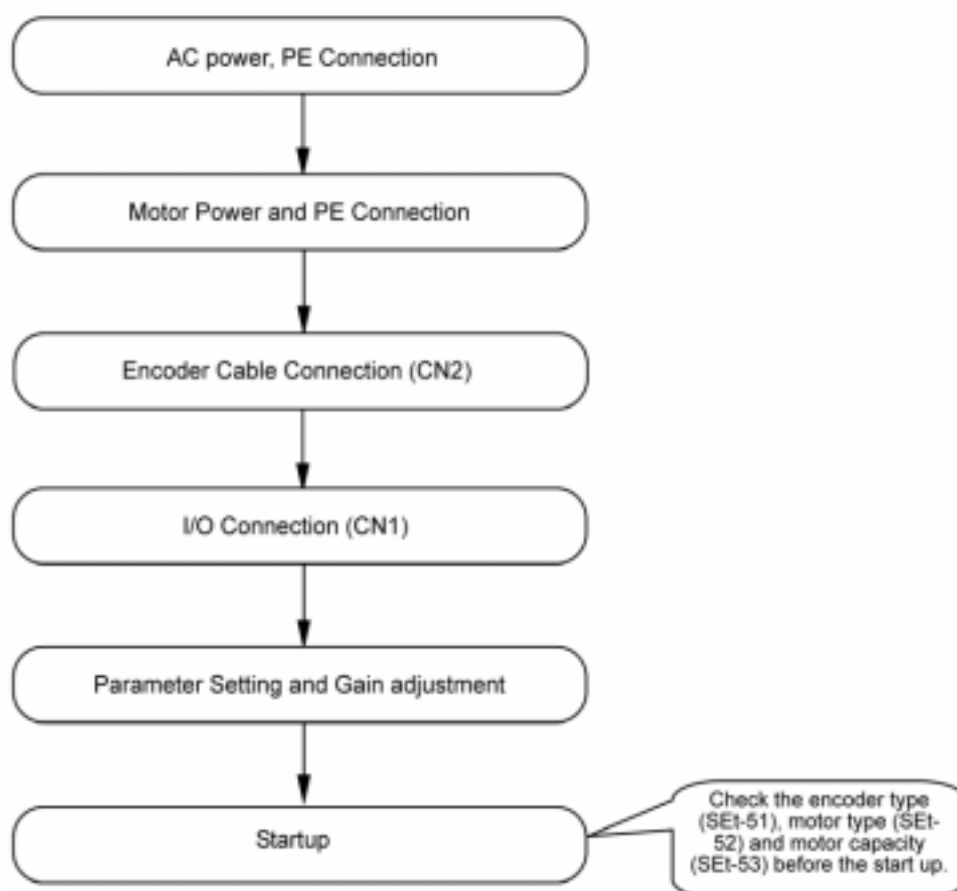 AC power, PE Connection
Motor Power and PE Connection
Encoder Cable Connection (CN2)
I/O Connection (CN1)
Parameter Setting and Gain adjustment
Startup
Check the encoder type
(SEt-51), motor type (SEt-
52) and motor capacity
(SEt-53) before the start up.